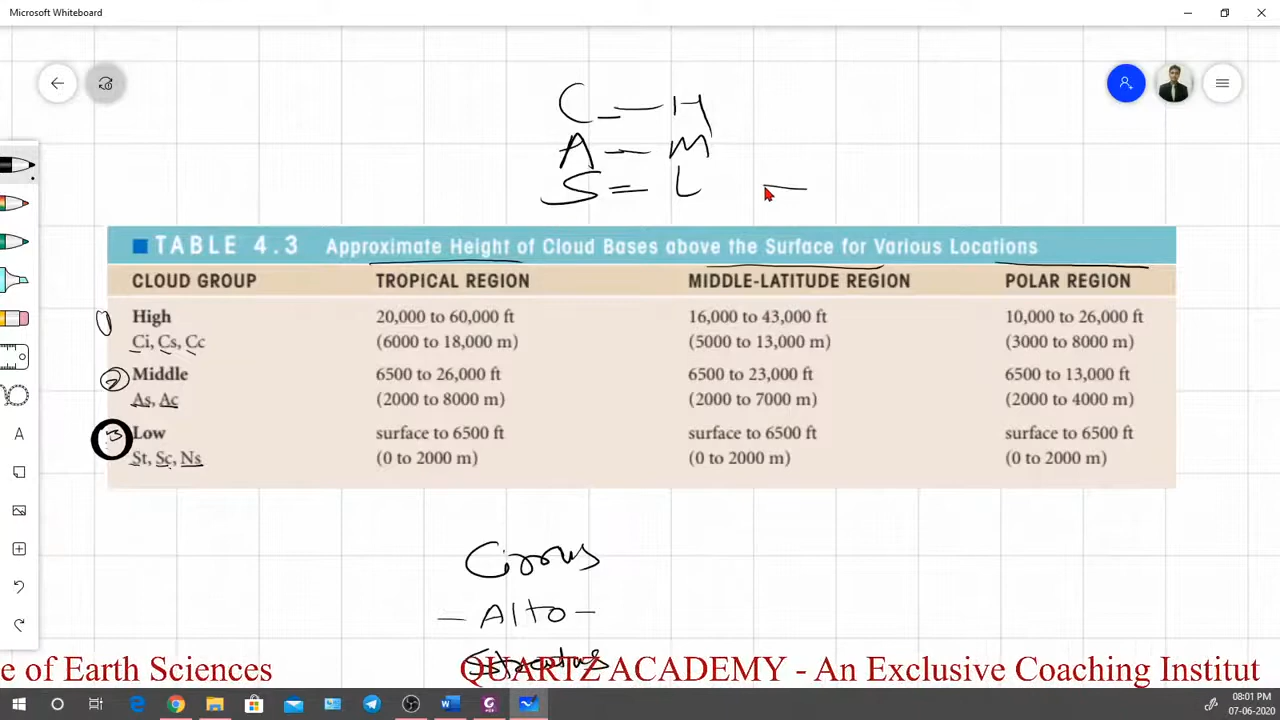 Microsoft Whiteboard
C - H
A - M
S = L
TABLE 4.3 Approximate Height of Cloud Bases above the Surface for Various Locations
CLOUD GROUP TROPICAL REGION MIDDLE-LATITUDE REGION POLAR REGION
1 High 20,000 to 60,000 ft 16,000 to 43,000 ft 10,000 to 26,000 ft
Ci, Cs, Cc (6000 to 18,000 m) (5000 to 13,000 m) (3000 to 8000 m)
2 Middle 6500 to 26,000 ft 6500 to 23,000 ft 6500 to 13,000 ft
As, Ac (2000 to 8000 m) (2000 to 7000 m) (2000 to 4000 m)
3 Low surface to 6500 ft surface to 6500 ft surface to 6500 ft
St, Sc, Ns (0 to 2000 m) (0 to 2000 m) (0 to 2000 m)
Cirrus
- Alto -
A
e of Earth Sciences QUARTZ ACADEMY - An Exclusive Coaching Institut
08:01 PM
07-06-2020